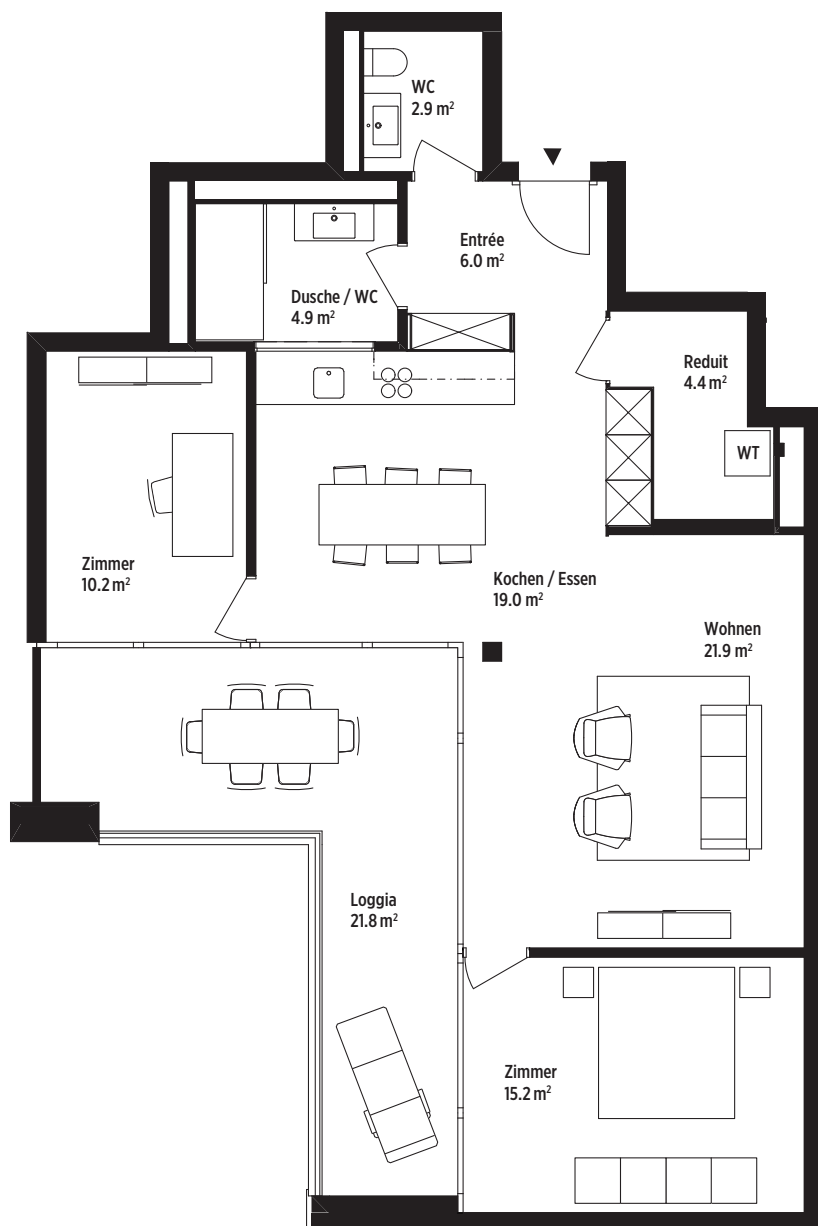 WC
2.9 m²
Entrée
6.0 m²
Dusche / WC
4.9 m²
Reduit
4.4 m²
WT
Zimmer
10.2 m²
Kochen / Essen
19.0 m²
Wohnen
21.9 m²
Loggia
21.8 m²
Zimmer
15.2 m²